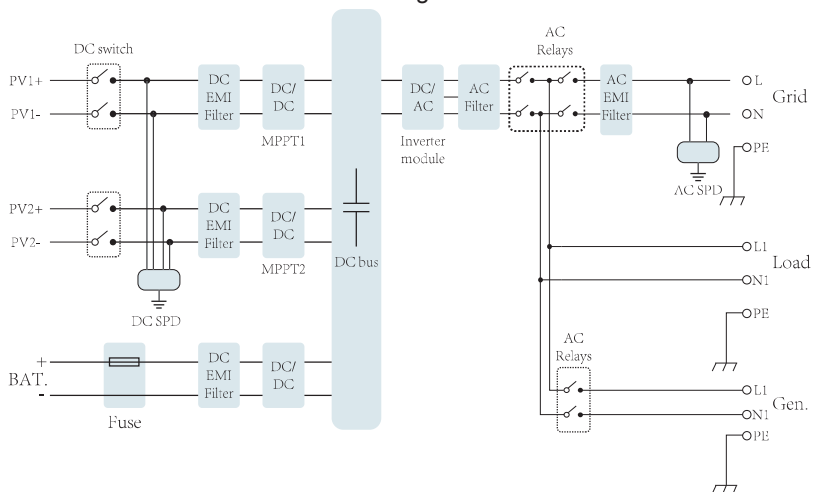 DC switch
PV1+
PV1-
DC
EMI
Filter
DC/
DC
MPPT1
PV2+
PV2-
DC
EMI
Filter
DC/
DC
MPPT2
DC SPD
DC bus
+
BAT.
-
Fuse
DC
EMI
Filter
DC/
DC
DC/
AC
Inverter
module
AC
Filter
AC
Relays
AC
EMI
Filter
L
N
Grid
PE
AC SPD
L1
Load
N1
PE
AC
Relays
L1
Gen.
N1
PE